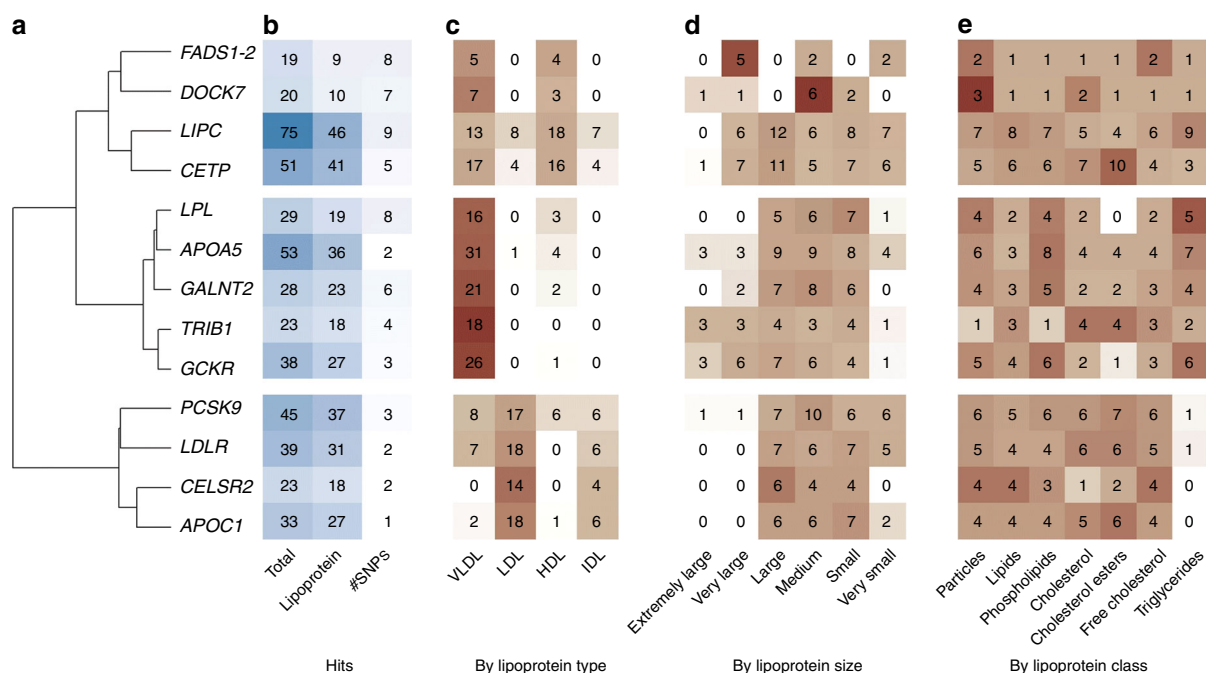 a b c d e
FADS1-2 19 9 8 5 0 4 0 0 5 0 2 0 2 2 1 1 1 1 2 1
DOCK7 20 10 7 7 0 3 0 1 1 0 6 2 0 3 1 1 2 1 1 1
LIPC 75 46 9 13 8 18 7 0 6 12 6 8 7 7 8 7 5 4 6 9
CETP 51 41 5 17 4 16 4 1 7 11 5 7 6 5 6 6 7 10 4 3
LPL 29 19 8 16 0 3 0 0 0 5 6 7 1 4 2 4 2 0 2 5
APOA5 53 36 2 31 1 4 0 3 3 9 9 8 4 6 3 8 4 4 4 7
GALNT2 28 23 6 21 0 2 0 0 2 7 8 6 0 4 3 5 2 2 3 4
TRIB1 23 18 4 18 0 0 0 3 3 4 3 4 1 1 3 1 4 4 3 2
GCKR 38 27 3 26 0 1 0 3 6 7 6 4 1 5 4 6 2 1 3 6
PCSK9 45 37 3 8 17 6 6 1 1 7 10 6 6 6 5 6 6 7 6 1
LDLR 39 31 2 7 18 0 6 0 0 7 6 7 5 5 4 4 6 6 5 1
CELSR2 23 18 2 0 14 0 4 0 0 6 4 4 0 4 4 3 1 2 4 0
APOC1 33 27 1 2 18 1 6 0 0 6 6 7 2 4 4 4 5 6 4 0
Total Lipoprotein #SNPs VLDL LDL HDL IDL Extremely large Very large Large Medium Small Very small Particles Lipids Phospholipids Cholesterol Cholesterol esters Free cholesterol Triglycerides
Hits By lipoprotein type By lipoprotein size By lipoprotein class